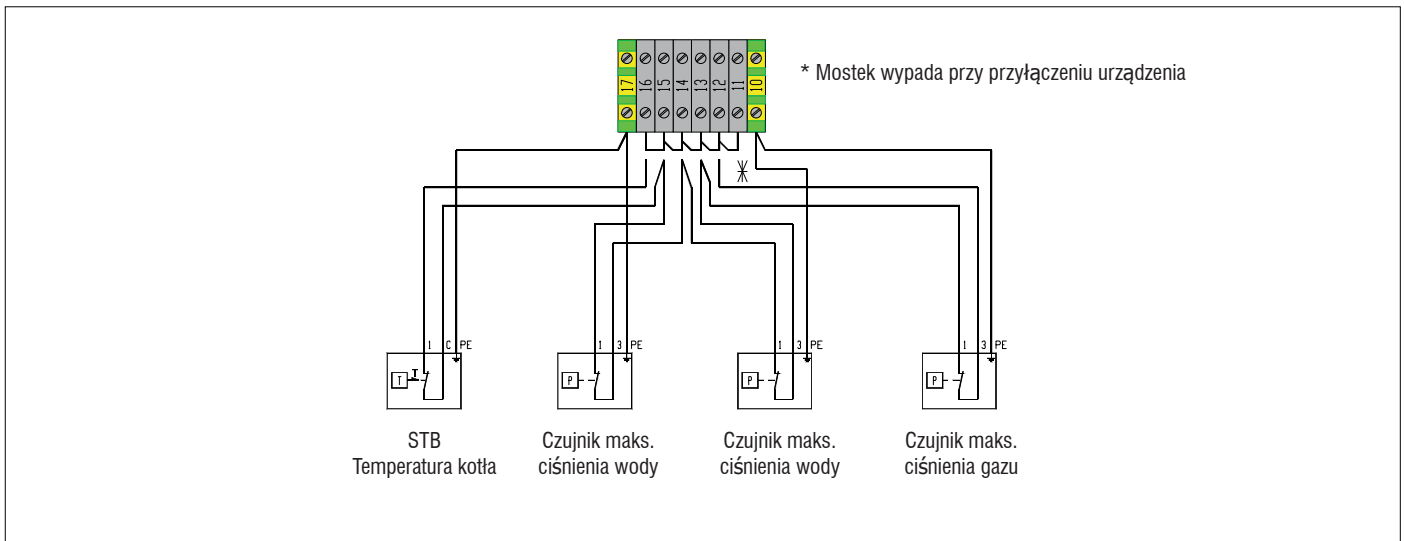 17 16 15 14 13 12 11 10
* Mostek wypada przy przyłączeniu urządzenia
1 C PE
1 3 PE
1 3 PE
1 3 PE
T
P
P
P
STB
Temperatura kotła
Czujnik maks.
ciśnienia wody
Czujnik maks.
ciśnienia wody
Czujnik maks.
ciśnienia gazu